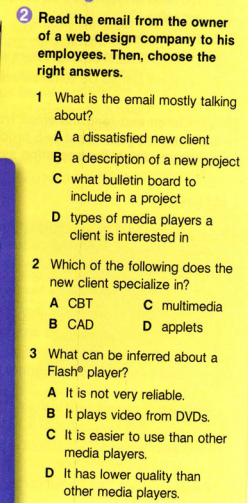 2 Read the email from the owner
of a web design company to his
employees. Then, choose the
right answers.
1 What is the email mostly talking
about?
A a dissatisfied new client
B a description of a new project
C what bulletin board to
include in a project
D types of media players a
client is interested in
2 Which of the following does the
new client specialize in?
A CBT C multimedia
B CAD D applets
3 What can be inferred about a
Flash® player?
A It is not very reliable.
B It plays video from DVDs.
C It is easier to use than other
media players.
D It has lower quality than
other media players.